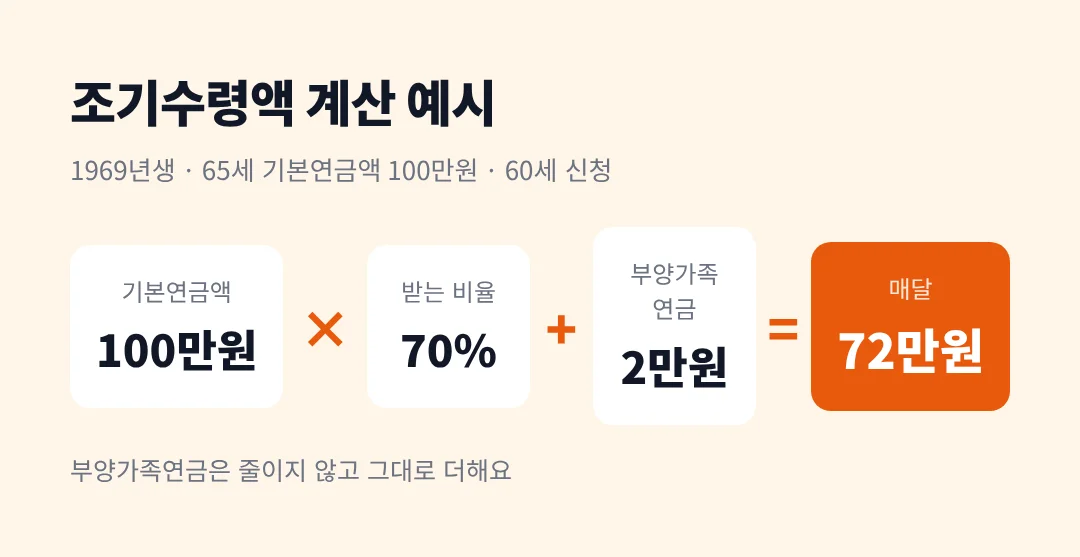 조기수령액 계산 예시
1969년생 · 65세 기본연금액 100만원 · 60세 신청
기본연금액
100만원
×
받는 비율
70%
+
부양가족
연금
2만원
=
매달
72만원
부양가족연금은 줄이지 않고 그대로 더해요